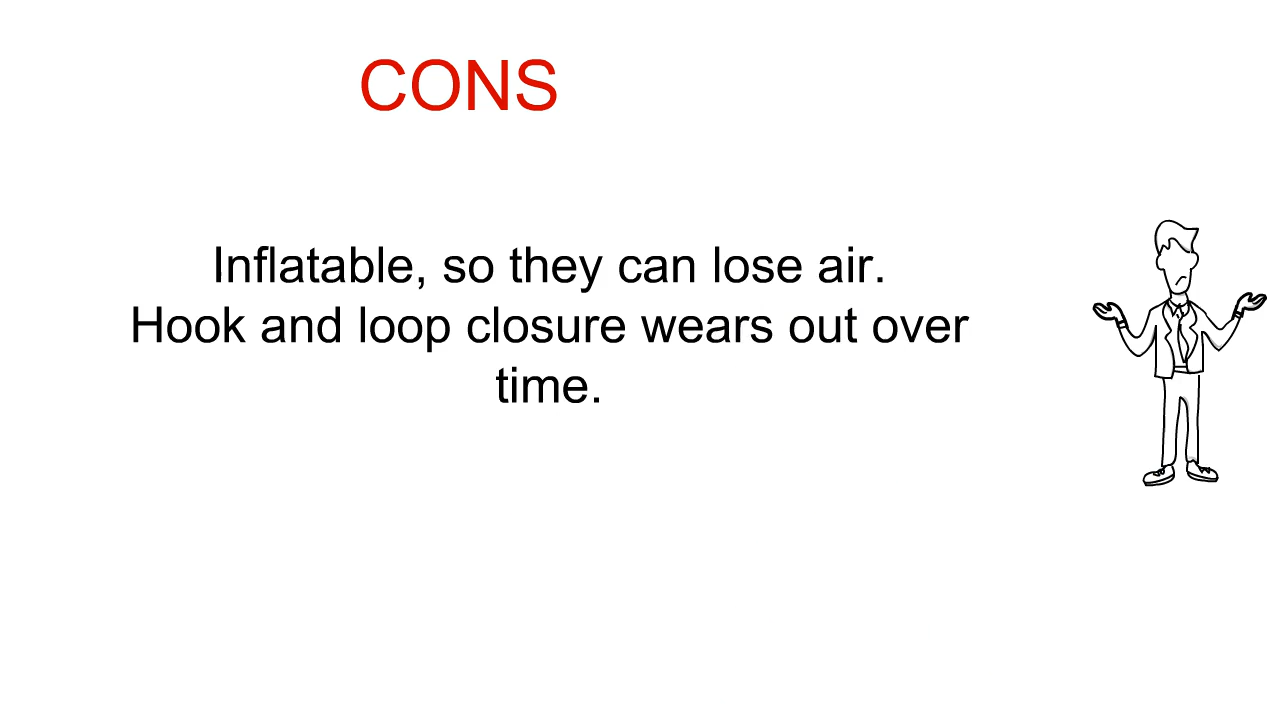 CONS
Inflatable, so they can lose air.
Hook and loop closure wears out over
time.